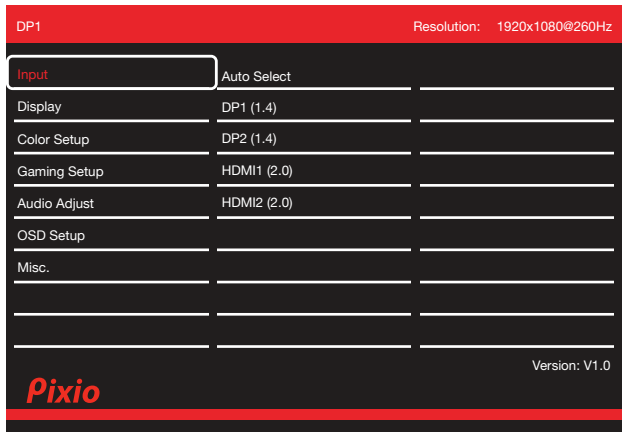 DP1 Resolution: 1920x1080@260Hz
Input Auto Select
Display DP1 (1.4)
Color Setup DP2 (1.4)
Gaming Setup HDMI1 (2.0)
Audio Adjust HDMI2 (2.0)
OSD Setup
Misc.
Version: V1.0
Pixio